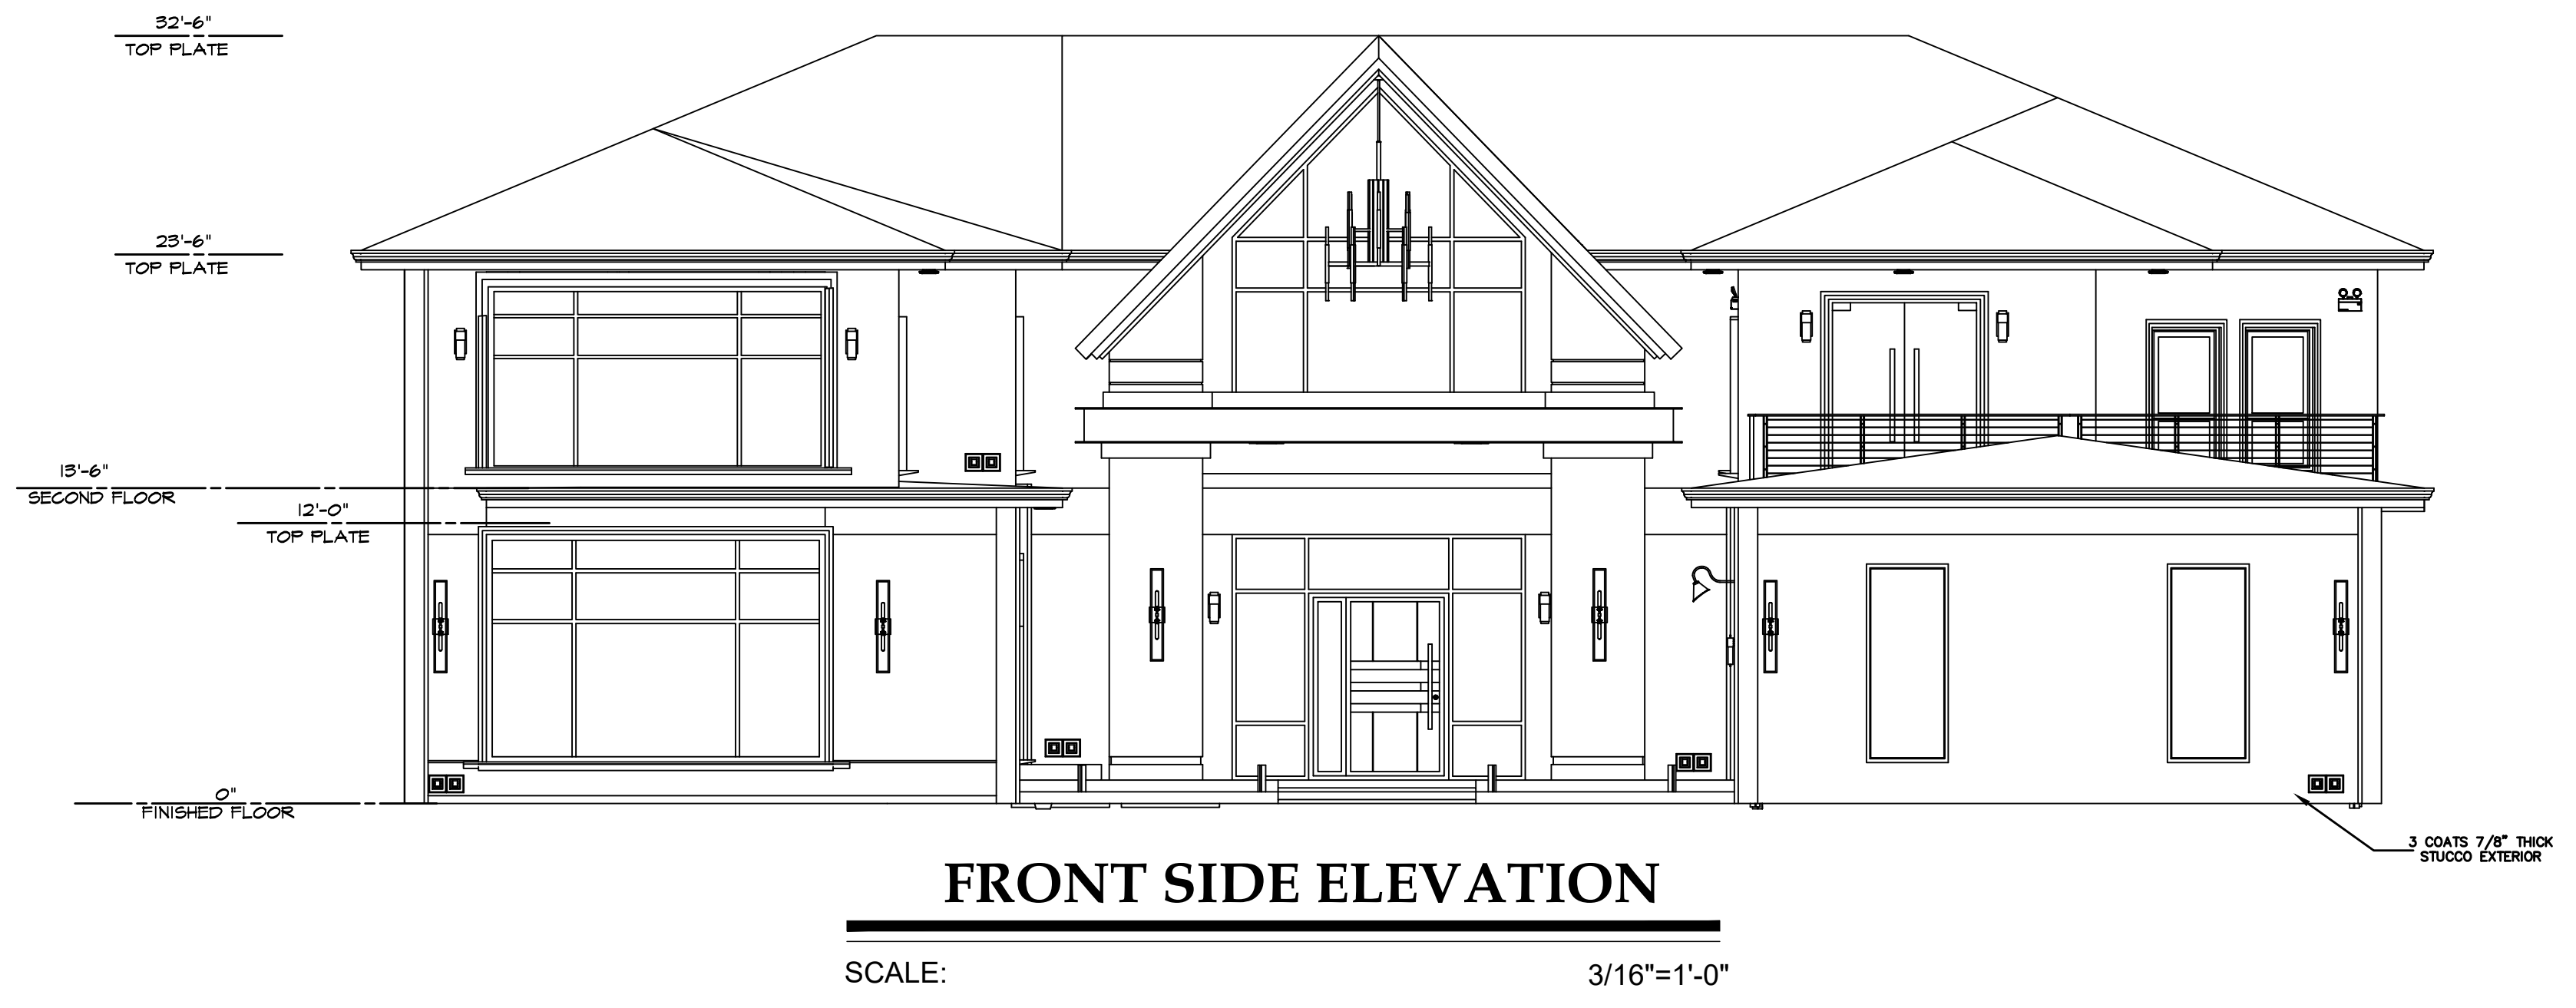 32'-6"
TOP PLATE
23'-6"
TOP PLATE
13'-6"
SECOND FLOOR
12'-0"
TOP PLATE
0"
FINISHED FLOOR
3 COATS 7/8" THICK
STUCCO EXTERIOR
FRONT SIDE ELEVATION
SCALE: 3/16"=1'-0"